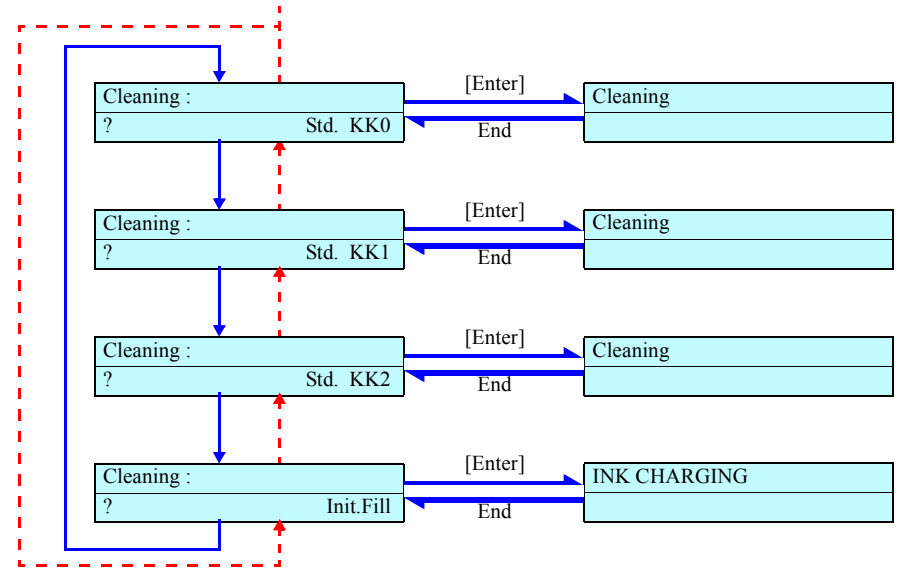 Cleaning :
? Std. KK0
[Enter]
End
Cleaning
Cleaning :
? Std. KK1
[Enter]
End
Cleaning
Cleaning :
? Std. KK2
[Enter]
End
Cleaning
Cleaning :
? Init.Fill
[Enter]
End
INK CHARGING